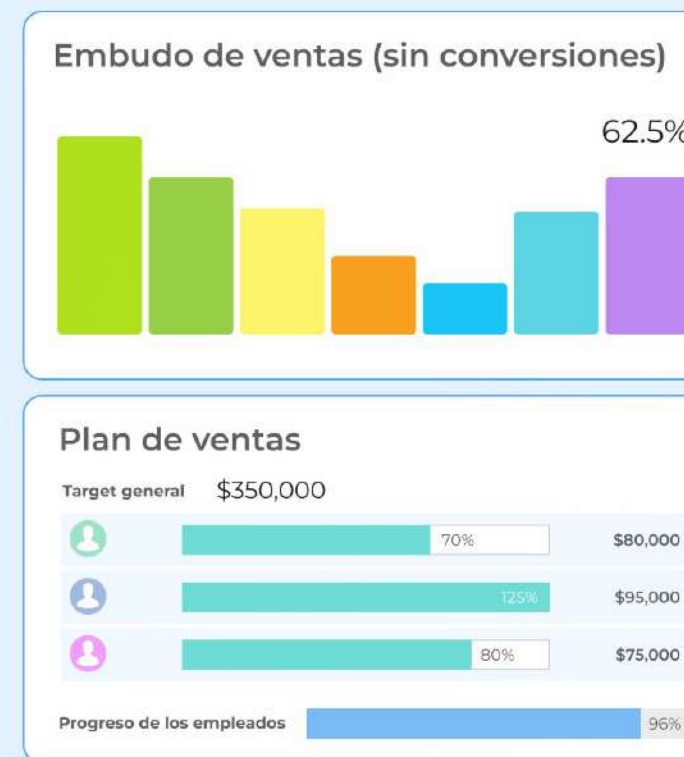 Embudo de ventas (sin conversiones)
62.5%
Plan de ventas
Target general $350,000
70% $80,000
125% $95,000
80% $75,000
Progreso de los empleados 96%